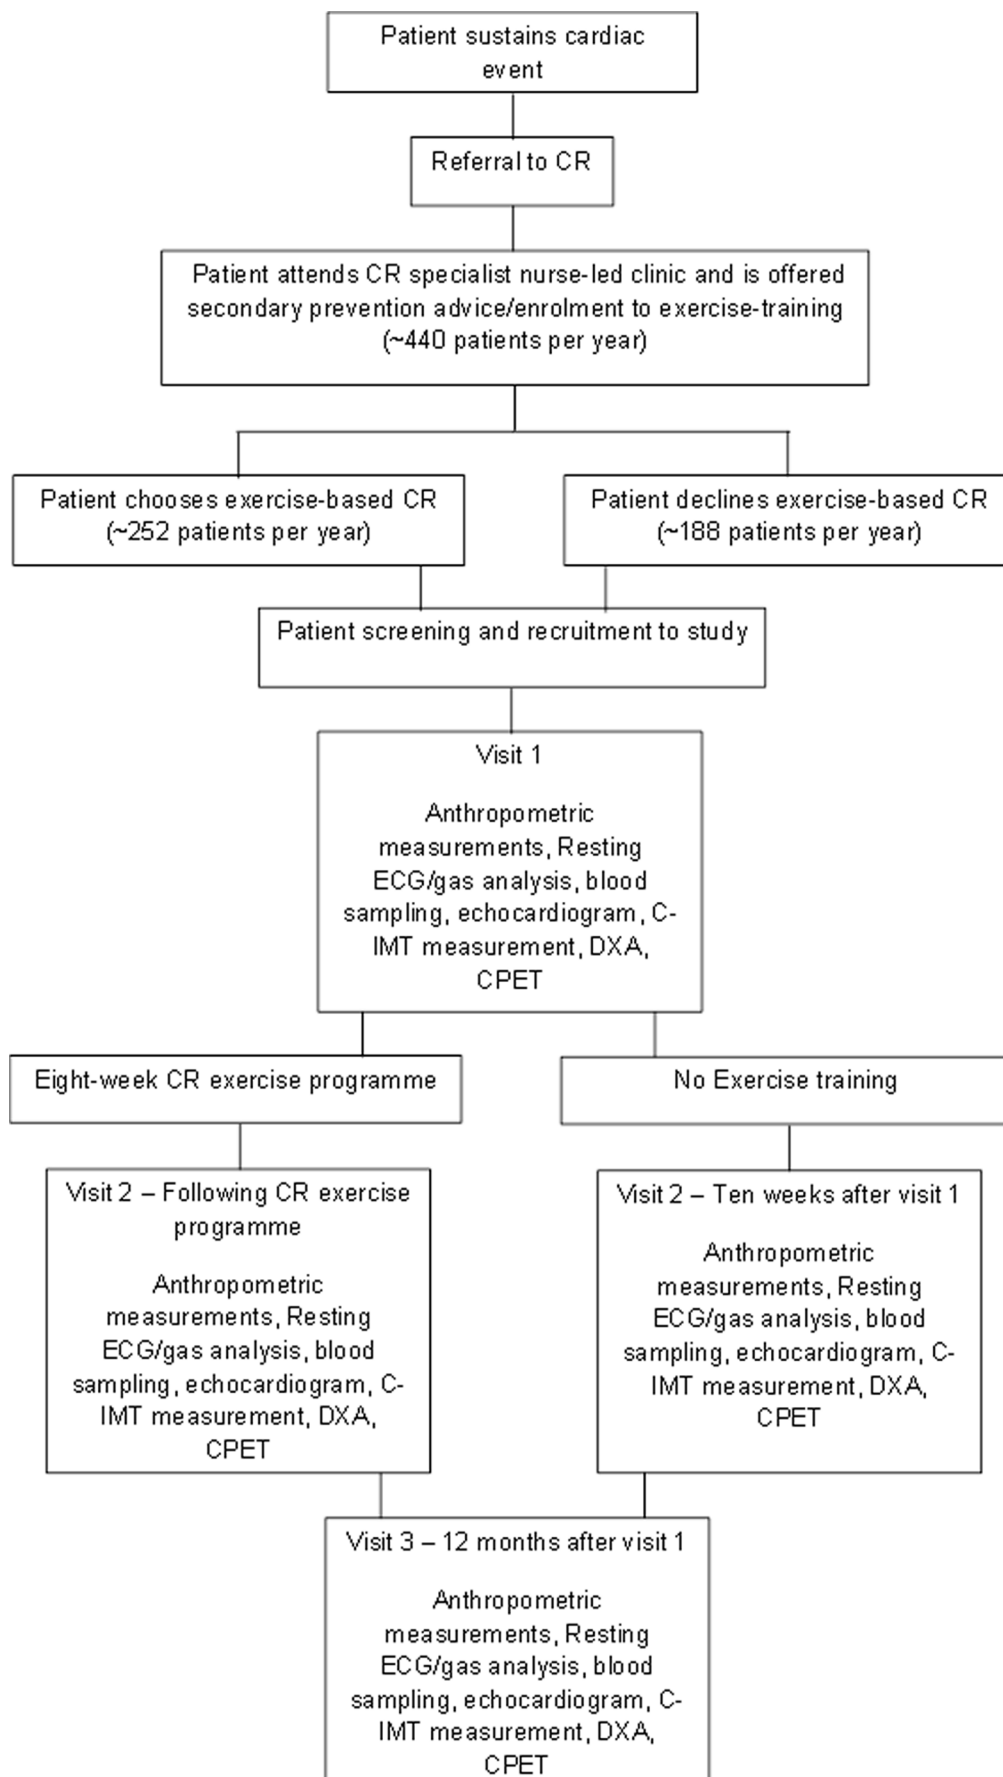 Patient sustains cardiac
event
Referral to CR
Patient attends CR specialist nurse-led clinic and is offered
secondary prevention advice/enrolment to exercise-training
(~440 patients per year)
Patient chooses exercise-based CR
(~252 patients per year)
Patient declines exercise-based CR
(~188 patients per year)
Patient screening and recruitment to study
Visit 1
Anthropometric
measurements, Resting
ECG/gas analysis, blood
sampling, echocardiogram, C-
IMT measurement, DXA,
CPET
Eight-week CR exercise programme
No Exercise training
Visit 2 – Following CR exercise
programme
Anthropometric
measurements, Resting
ECG/gas analysis, blood
sampling, echocardiogram, C-
IMT measurement, DXA,
CPET
Visit 2 – Ten weeks after visit 1
Anthropometric
measurements, Resting
ECG/gas analysis, blood
sampling, echocardiogram, C-
IMT measurement, DXA,
CPET
Visit 3 – 12 months after visit 1
Anthropometric
measurements, Resting
ECG/gas analysis, blood
sampling, echocardiogram, C-
IMT measurement, DXA,
CPET